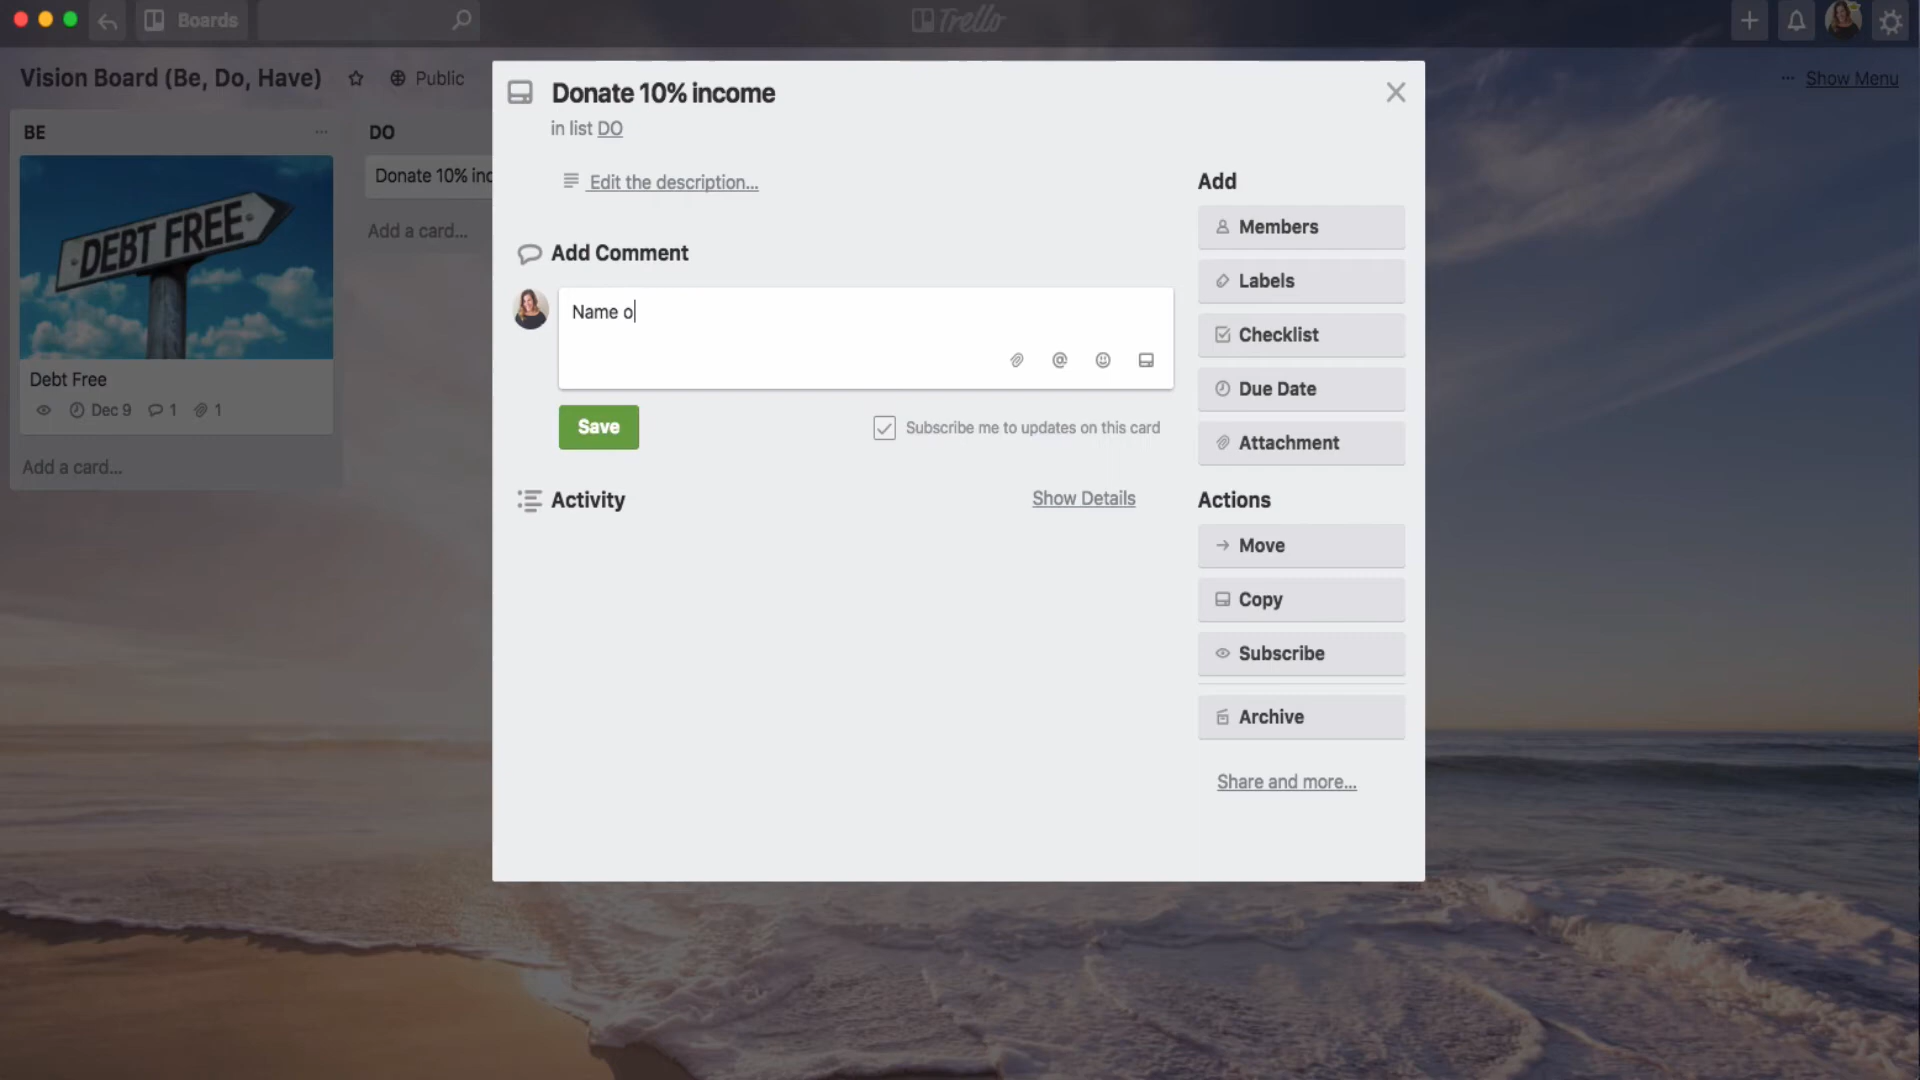 Boards
Trello
Vision Board (Be, Do, Have)
Public
Show Menu
BE
DEBT FREE
Debt Free
Dec 9
1
1
Add a card...
DO
Donate 10% inc
Add a card...
Donate 10% income
in list DO
Edit the description...
Add Comment
Name o
Save
Subscribe me to updates on this card
Activity
Show Details
Add
Members
Labels
Checklist
Due Date
Attachment
Actions
Move
Copy
Subscribe
Archive
Share and more...